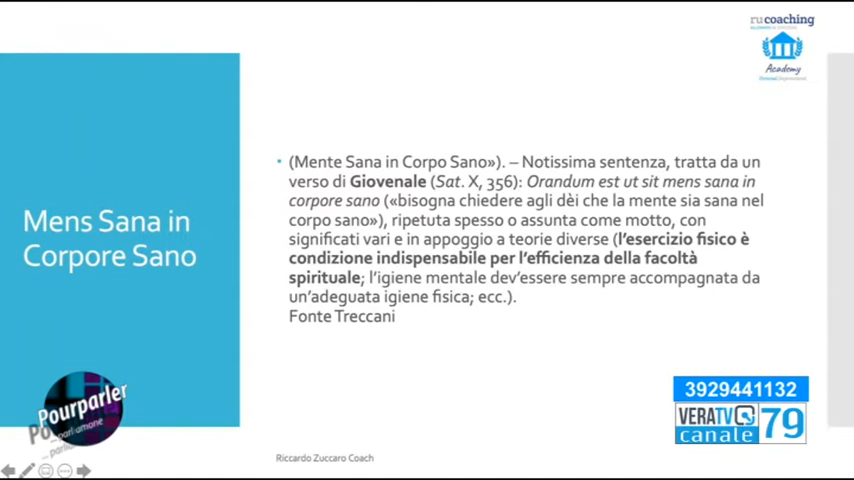 rucoaching
Academy
Mens Sana in
Corpore Sano
(Mente Sana in Corpo Sano»). – Notissima sentenza, tratta da un
verso di Giovenale (Sat. X, 356): Orandum est ut sit mens sana in
corpore sano («bisogna chiedere agli dèi che la mente sia sana nel
corpo sano»), ripetuta spesso o assunta come motto, con
significati vari e in appoggio a teorie diverse (l’esercizio fisico è
condizione indispensabile per l’efficienza della facoltà
spirituale; l’igiene mentale dev’essere sempre accompagnata da
un’adeguata igiene fisica; ecc.).
Fonte Treccani
Pourparler
...parliamone
3929441132
VERATV
canale 79
Riccardo Zuccaro Coach